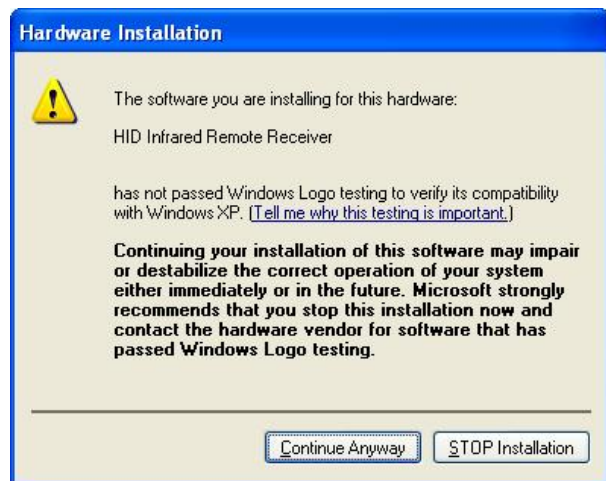 Hardware Installation
The software you are installing for this hardware:
HID Infrared Remote Receiver
has not passed Windows Logo testing to verify its compatibility
with Windows XP. (Tell me why this testing is important.)
Continuing your installation of this software may impair
or destabilize the correct operation of your system
either immediately or in the future. Microsoft strongly
recommends that you stop this installation now and
contact the hardware vendor for software that has
passed Windows Logo testing.
Continue Anyway
STOP Installation